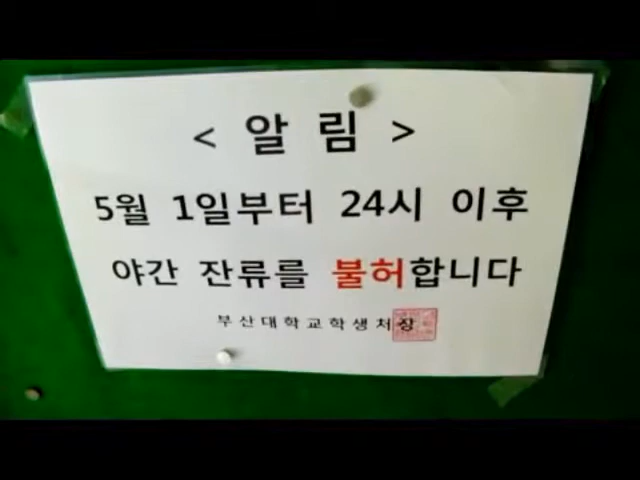 < 알 림 >
5월 1일부터 24시 이후
야간 잔류를 불허합니다
부산대학교학생처장